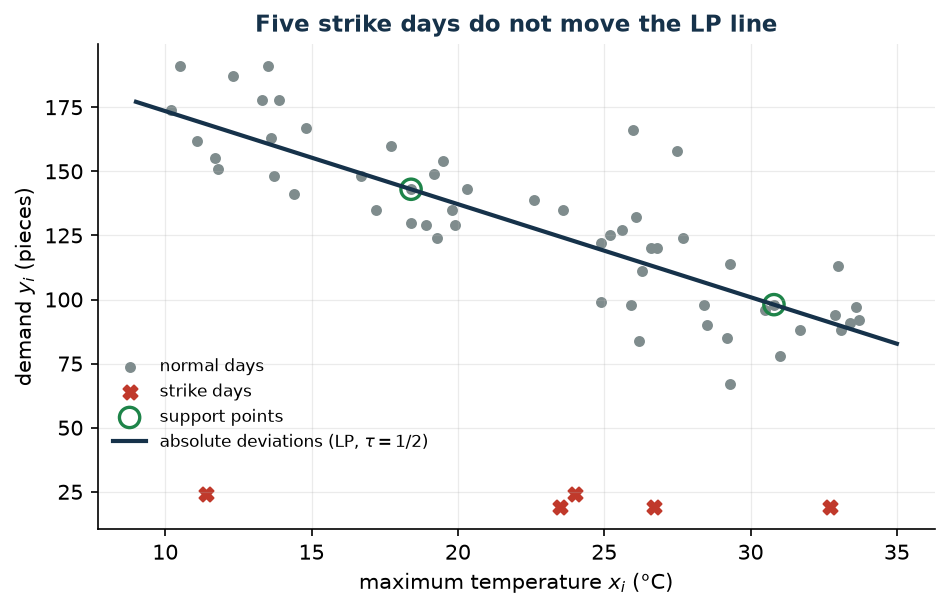 Five strike days do not move the LP line
demand yᵢ (pieces)
175
150
125
100
75
50
25
normal days
strike days
support points
absolute deviations (LP, τ = 1/2)
10 15 20 25 30 35
maximum temperature xᵢ (°C)